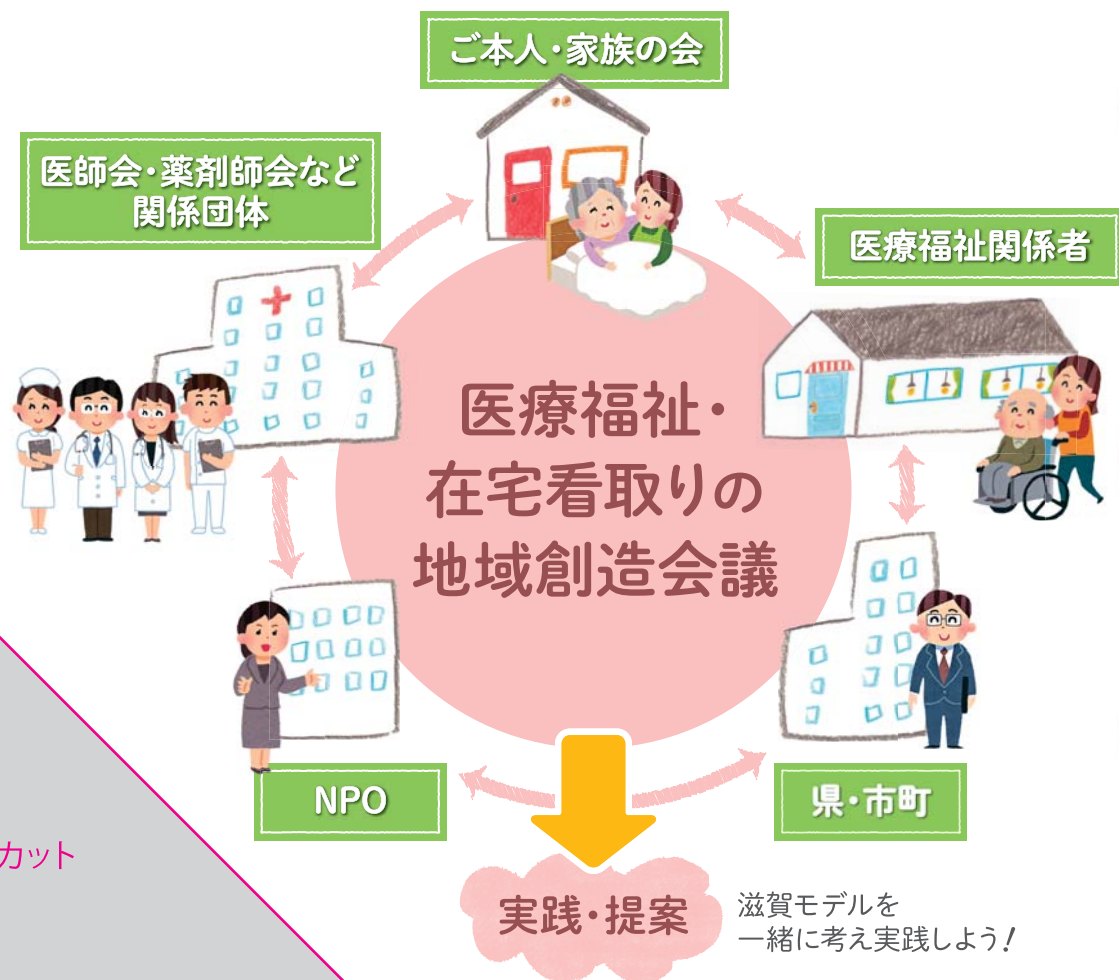 ご本人・家族の会
医師会・薬剤師会など
関係団体
医療福祉関係者
医療福祉・
在宅看取りの
地域創造会議
NPO
県・市町
カット
実践・提案
滋賀モデルを
一緒に考え実践しよう!